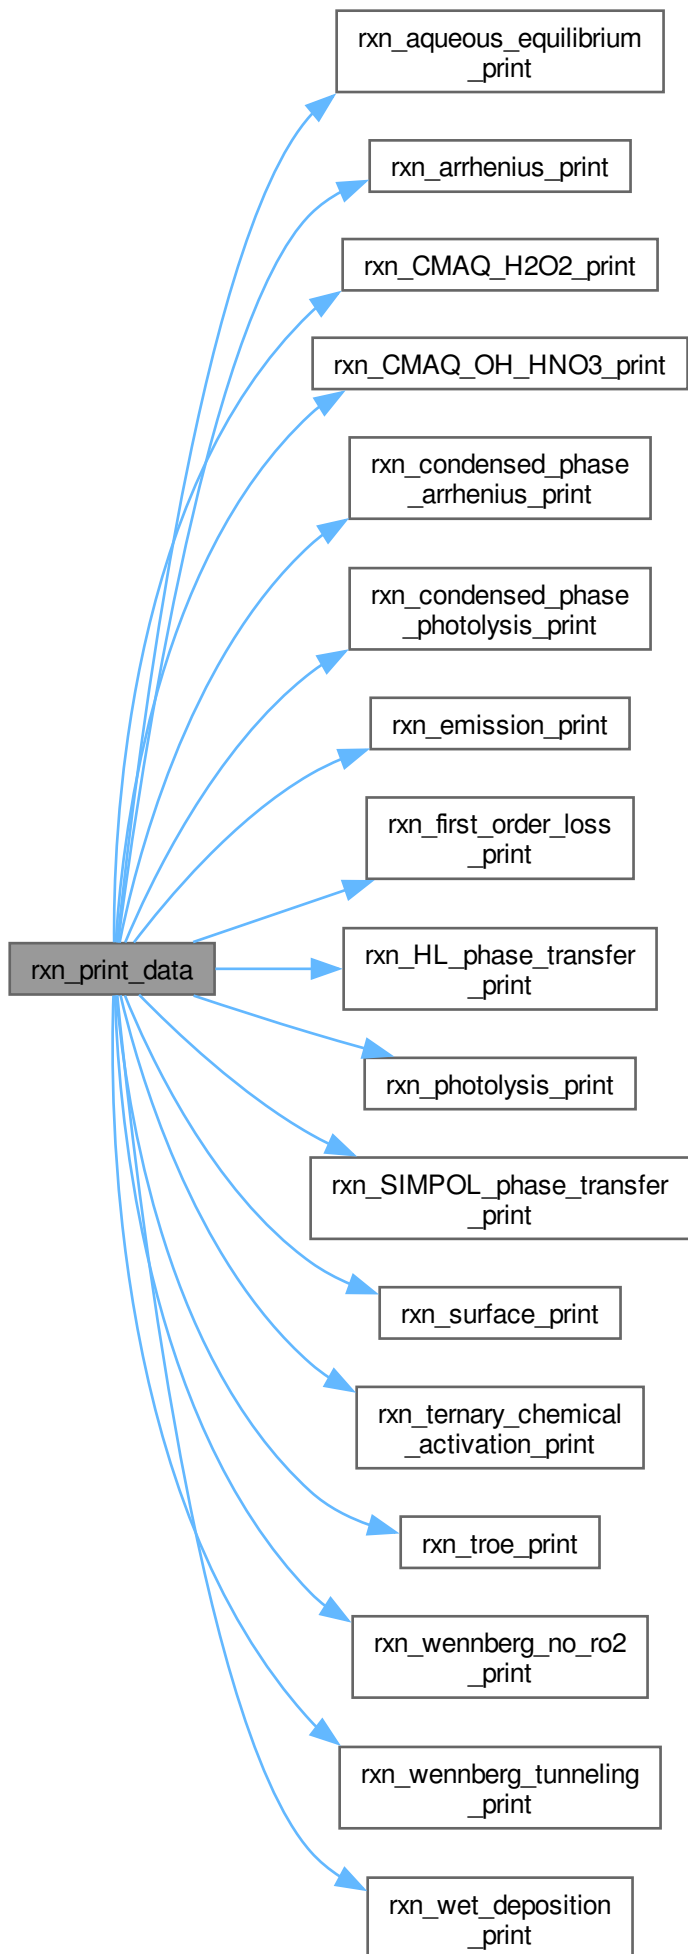 rxn_aqueous_equilibrium
_print
rxn_arrhenius_print
rxn_CMAQ_H2O2_print
rxn_CMAQ_OH_HNO3_print
rxn_condensed_phase
_arrhenius_print
rxn_condensed_phase
_photolysis_print
rxn_emission_print
rxn_first_order_loss
_print
rxn_print_data
rxn_HL_phase_transfer
_print
rxn_photolysis_print
rxn_SIMPOL_phase_transfer
_print
rxn_surface_print
rxn_ternary_chemical
_activation_print
rxn_troe_print
rxn_wennberg_no_ro2
_print
rxn_wennberg_tunneling
_print
rxn_wet_deposition
_print